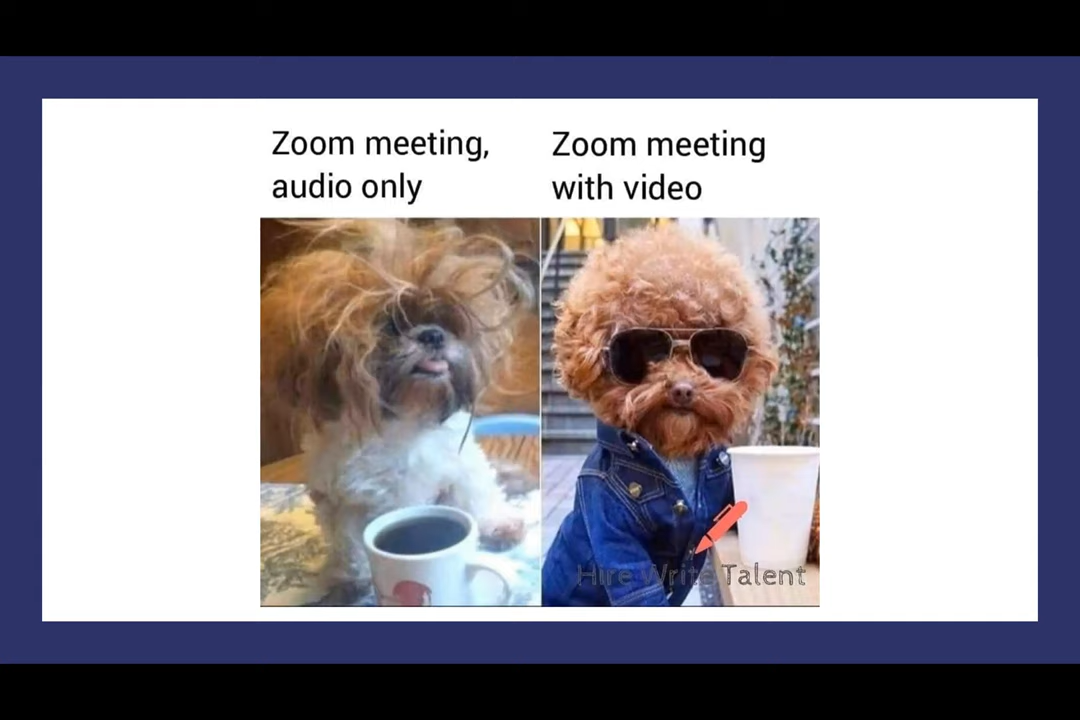 Zoom meeting,
audio only
Zoom meeting
with video
Hire Write Talent